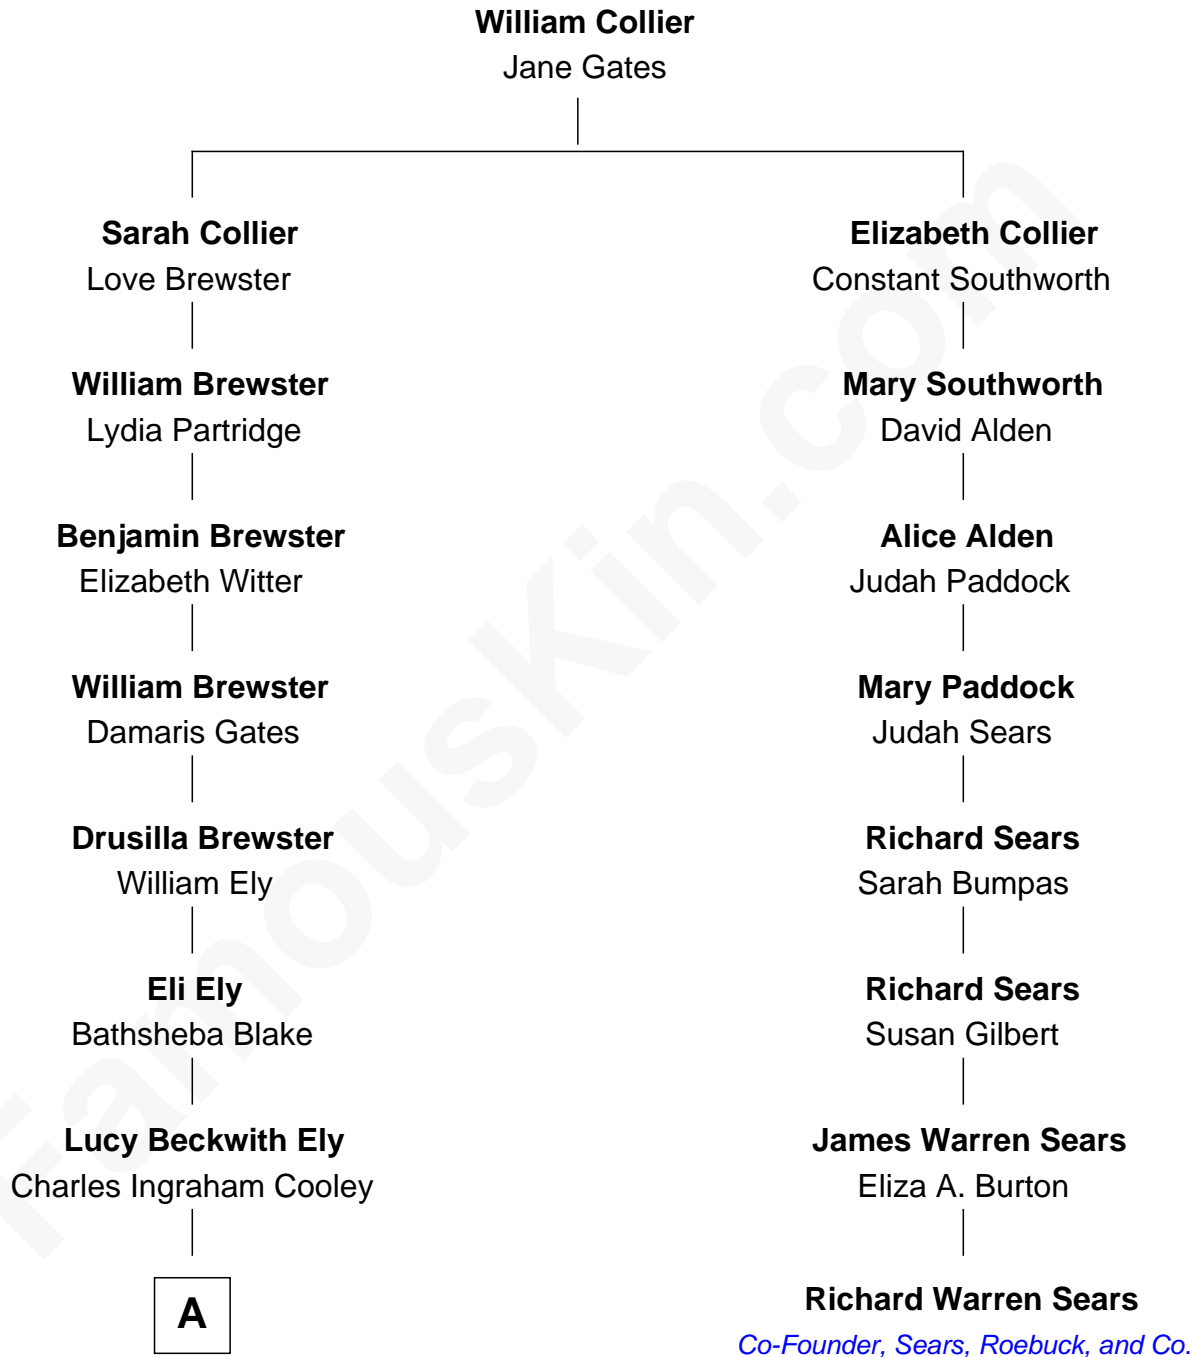 William Collier
Jane Gates
Sarah Collier
Love Brewster
William Brewster
Lydia Partridge
Benjamin Brewster
Elizabeth Witter
William Brewster
Damaris Gates
Drusilla Brewster
William Ely
Eli Ely
Bathsheba Blake
Lucy Beckwith Ely
Charles Ingraham Cooley
A
Elizabeth Collier
Constant Southworth
Mary Southworth
David Alden
Alice Alden
Judah Paddock
Mary Paddock
Judah Sears
Richard Sears
Sarah Bumpas
Richard Sears
Susan Gilbert
James Warren Sears
Eliza A. Burton
Richard Warren Sears
Co-Founder, Sears, Roebuck, and Co.
FamousKin.com